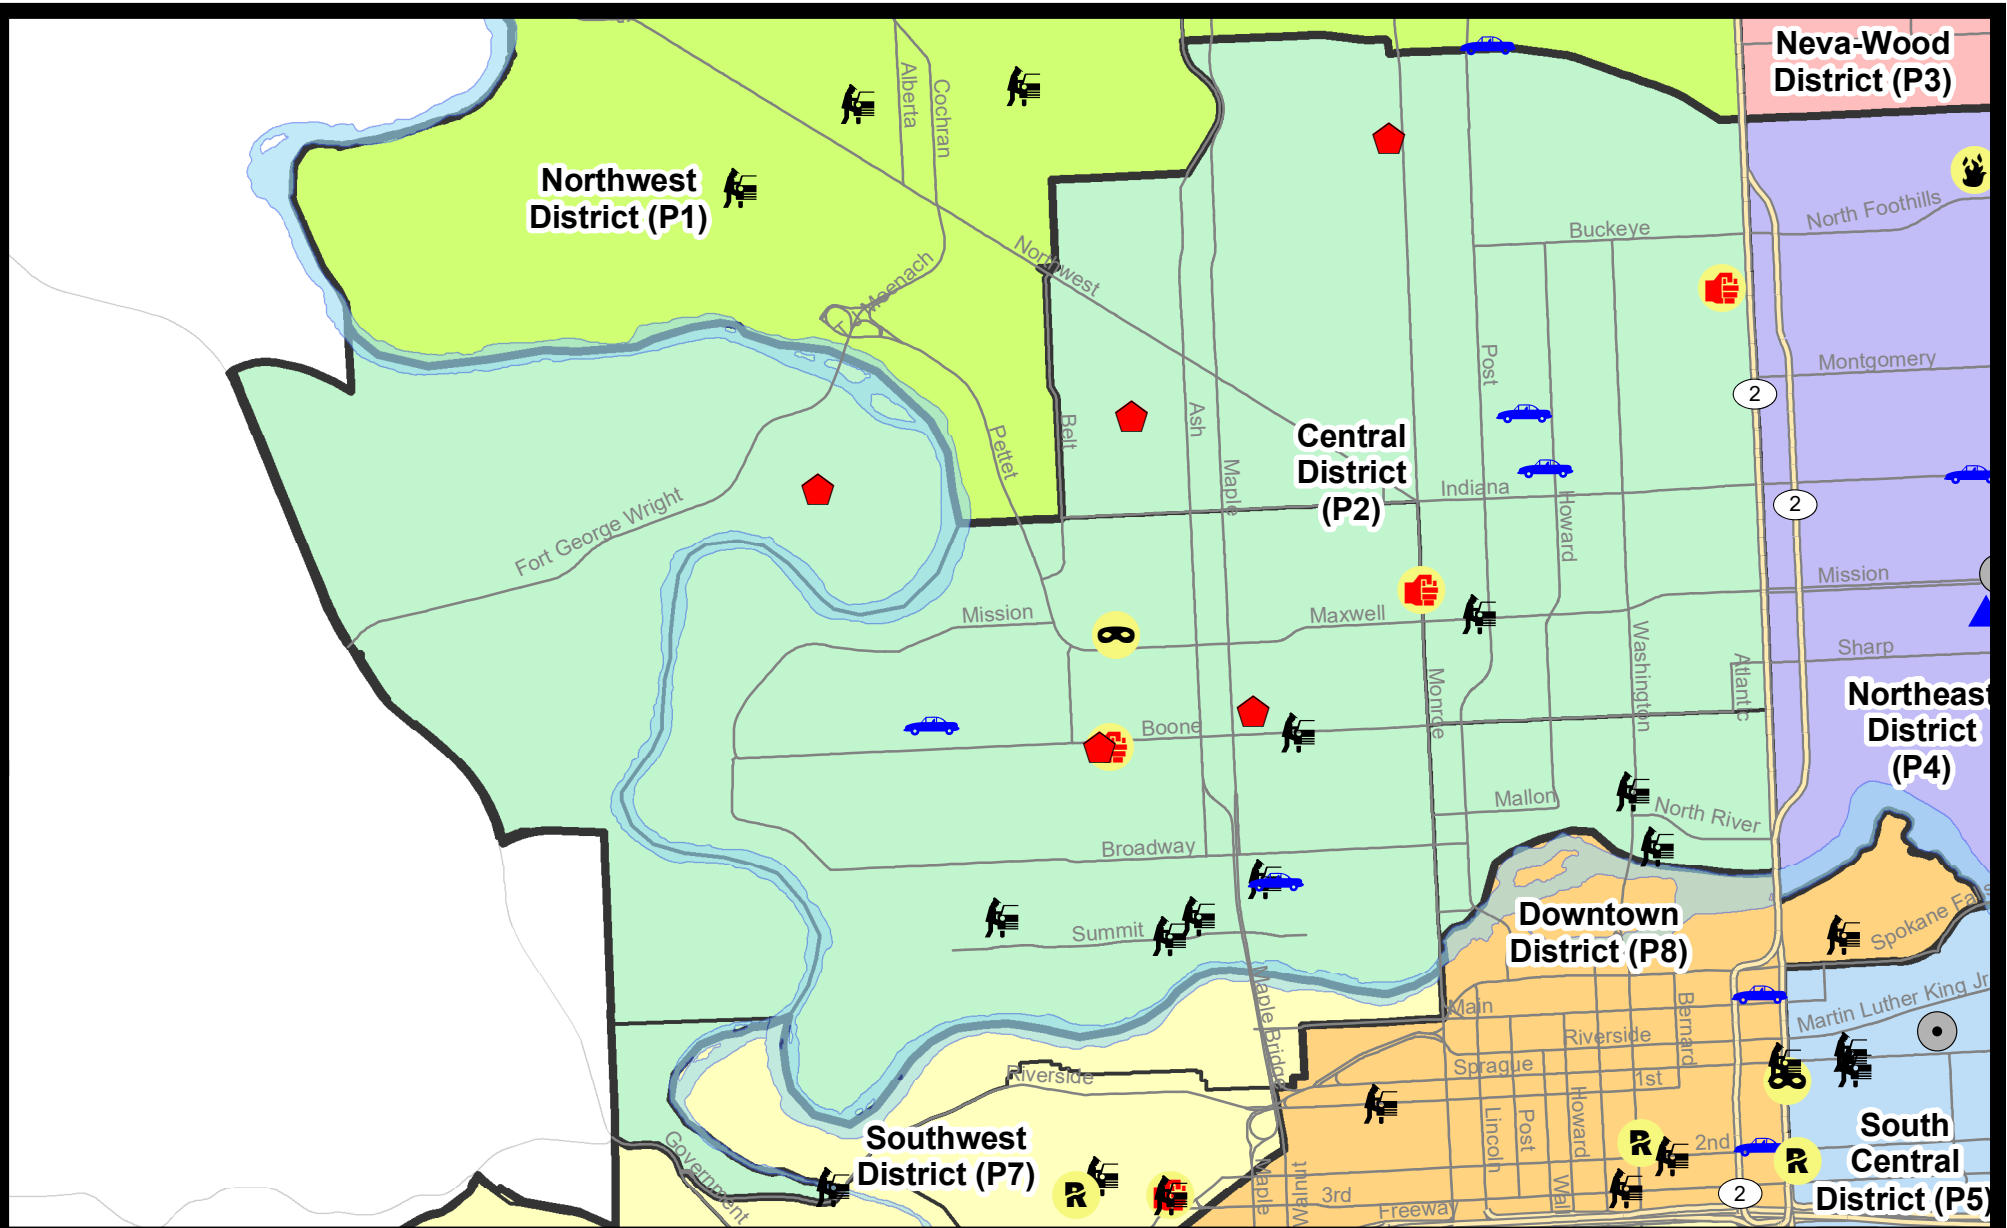 Neva-Wood
District (P3)
Alberta
Cochran
Northwest
District (P1)
North Foothills
Buckeye
Northwest
T J Meenach
Post
Montgomery
2
Belt
Ash
Pettet
Central
District
(P2)
Maple
Indiana
2
Howard
Fort George Wright
Mission
Mission
Maxwell
Washington
Sharp
Atlantic
Monroe
Northeast
District
(P4)
Boone
Mallon
North River
Broadway
Downtown
District (P8)
Summit
Spokane Fa
Maple Bridge
Main
Bernard
Martin Luther King Jr
Riverside
Sprague
Riverside
1st
Howard
Lincoln
Post
Southwest
District (P7)
Government
R
2nd
R
South
Central
District (P5)
Maple
Walnut
3rd
Wall
R
2
Freeway